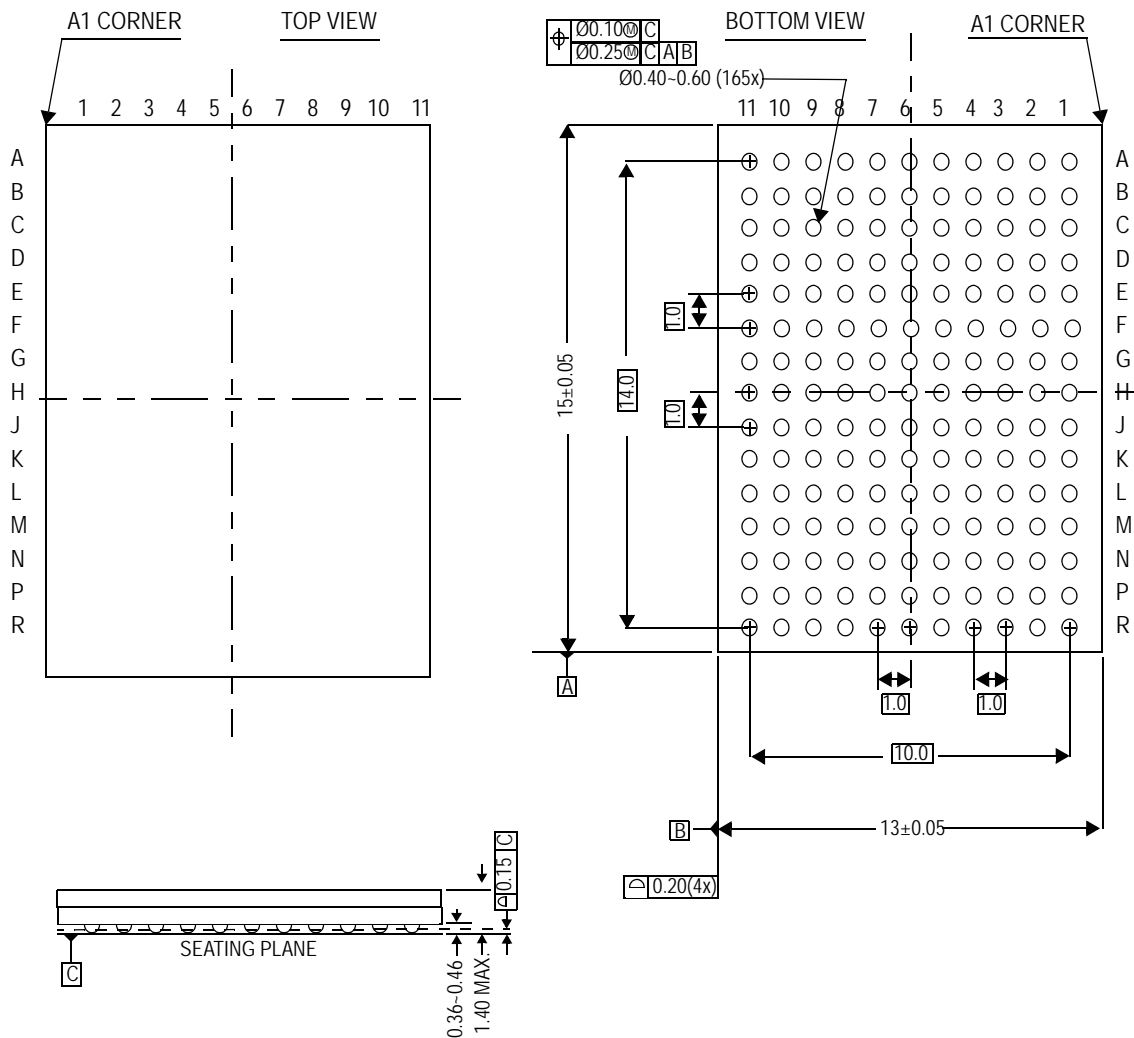 A1 CORNER
TOP VIEW
1 2 3 4 5 6 7 8 9 10 11
A
B
C
D
E
F
G
H
J
K
L
M
N
P
R
Ø0.10Ⓜ C
Ø0.25Ⓜ C A B
BOTTOM VIEW
A1 CORNER
Ø0.40~0.60 (165x)
11 10 9 8 7 6 5 4 3 2 1
A
B
C
D
E
F
G
H
J
K
L
M
N
P
R
1.0
1.0
14.0
15±0.05
A
1.0
1.0
10.0
B
13±0.05
0.20(4x)
0.15 C
SEATING PLANE
C
0.36~0.46
1.40 MAX.